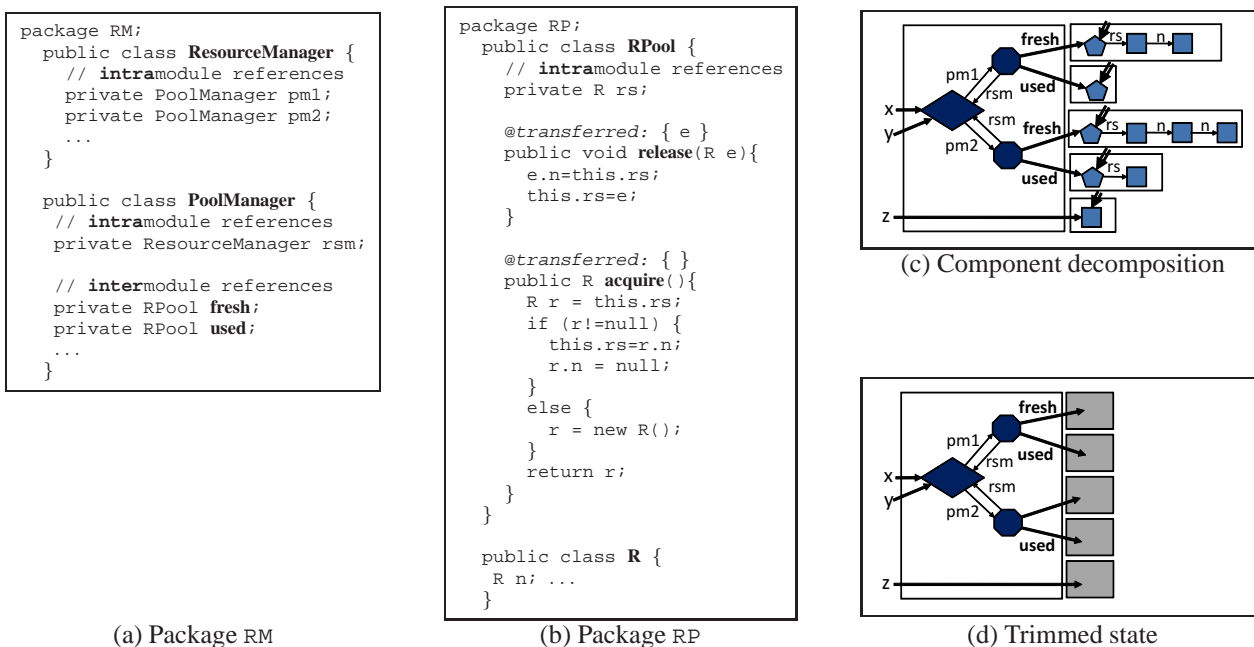 package RM;
public class ResourceManager {
// intramodule references
private PoolManager pm1;
private PoolManager pm2;
...
}
public class PoolManager {
// intramodule references
private ResourceManager rsm;
// intermodule references
private RPool fresh;
private RPool used;
...
}
(a) Package RM
package RP;
public class RPool {
// intramodule references
private R rs;
@transferred: { e }
public void release(R e){
e.n=this.rs;
this.rs=e;
}
@transferred: { }
public R acquire(){
R r = this.rs;
if (r!=null) {
this.rs=r.n;
r.n = null;
}
else {
r = new R();
}
return r;
}
}
public class R {
R n; ...
}
(b) Package RP
fresh
rs
n
pm1
used
rsm
x
y
rsm
fresh
rs
n
n
pm2
used
rs
z
(c) Component decomposition
fresh
pm1
used
rsm
x
y
rsm
pm2
used
z
(d) Trimmed state